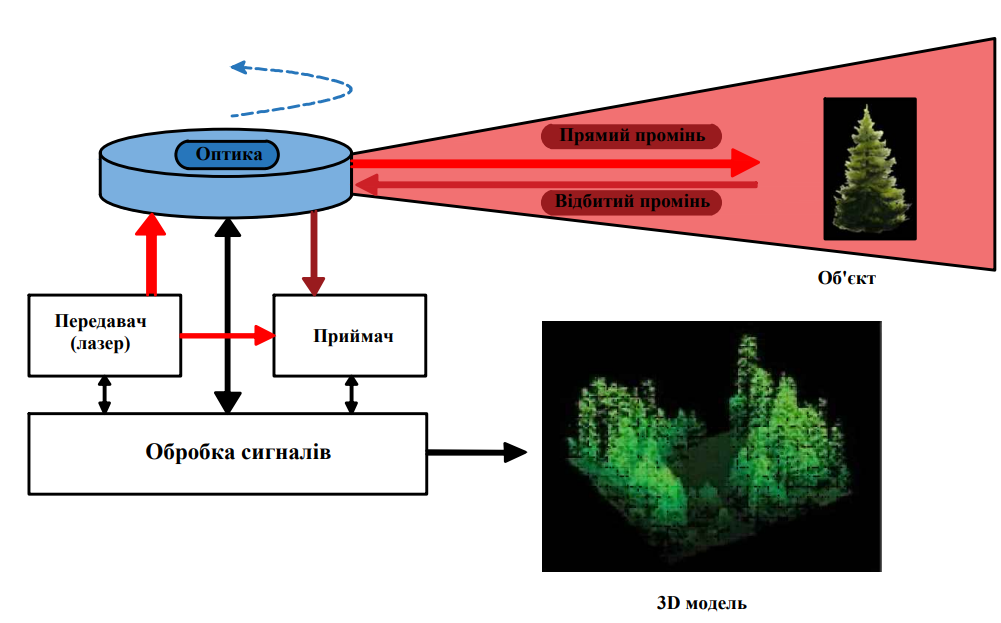 Оптика
Прямий промінь
Відбитий промінь
Об'єкт
Передавач
(лазер)
Приймач
Обробка сигналів
3D модель